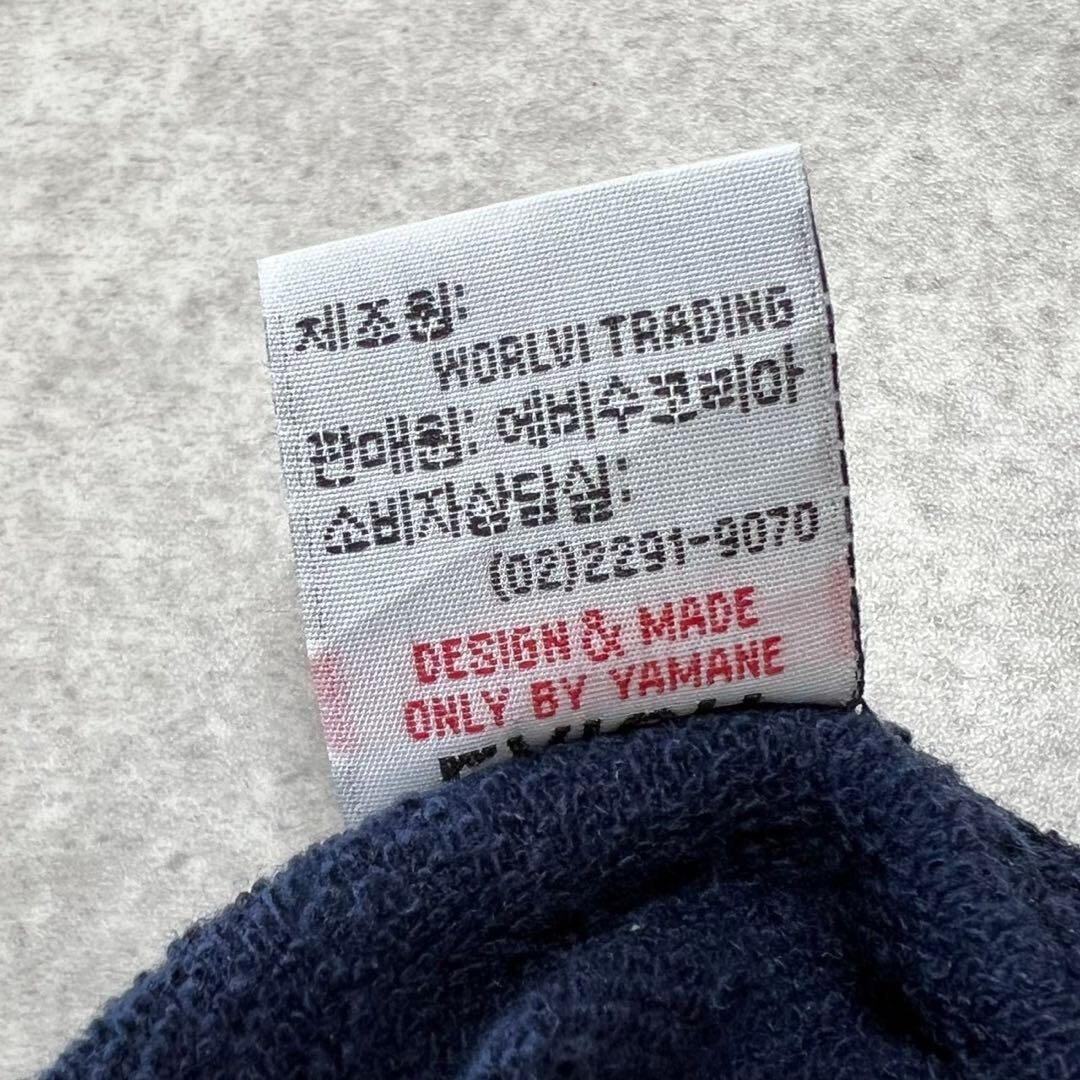 제조원:
WORLVI TRADING
판매원: 에비수코리아
소비자상담실:
(02)2291-9070
DESIGN & MADE
ONLY BY YAMANE